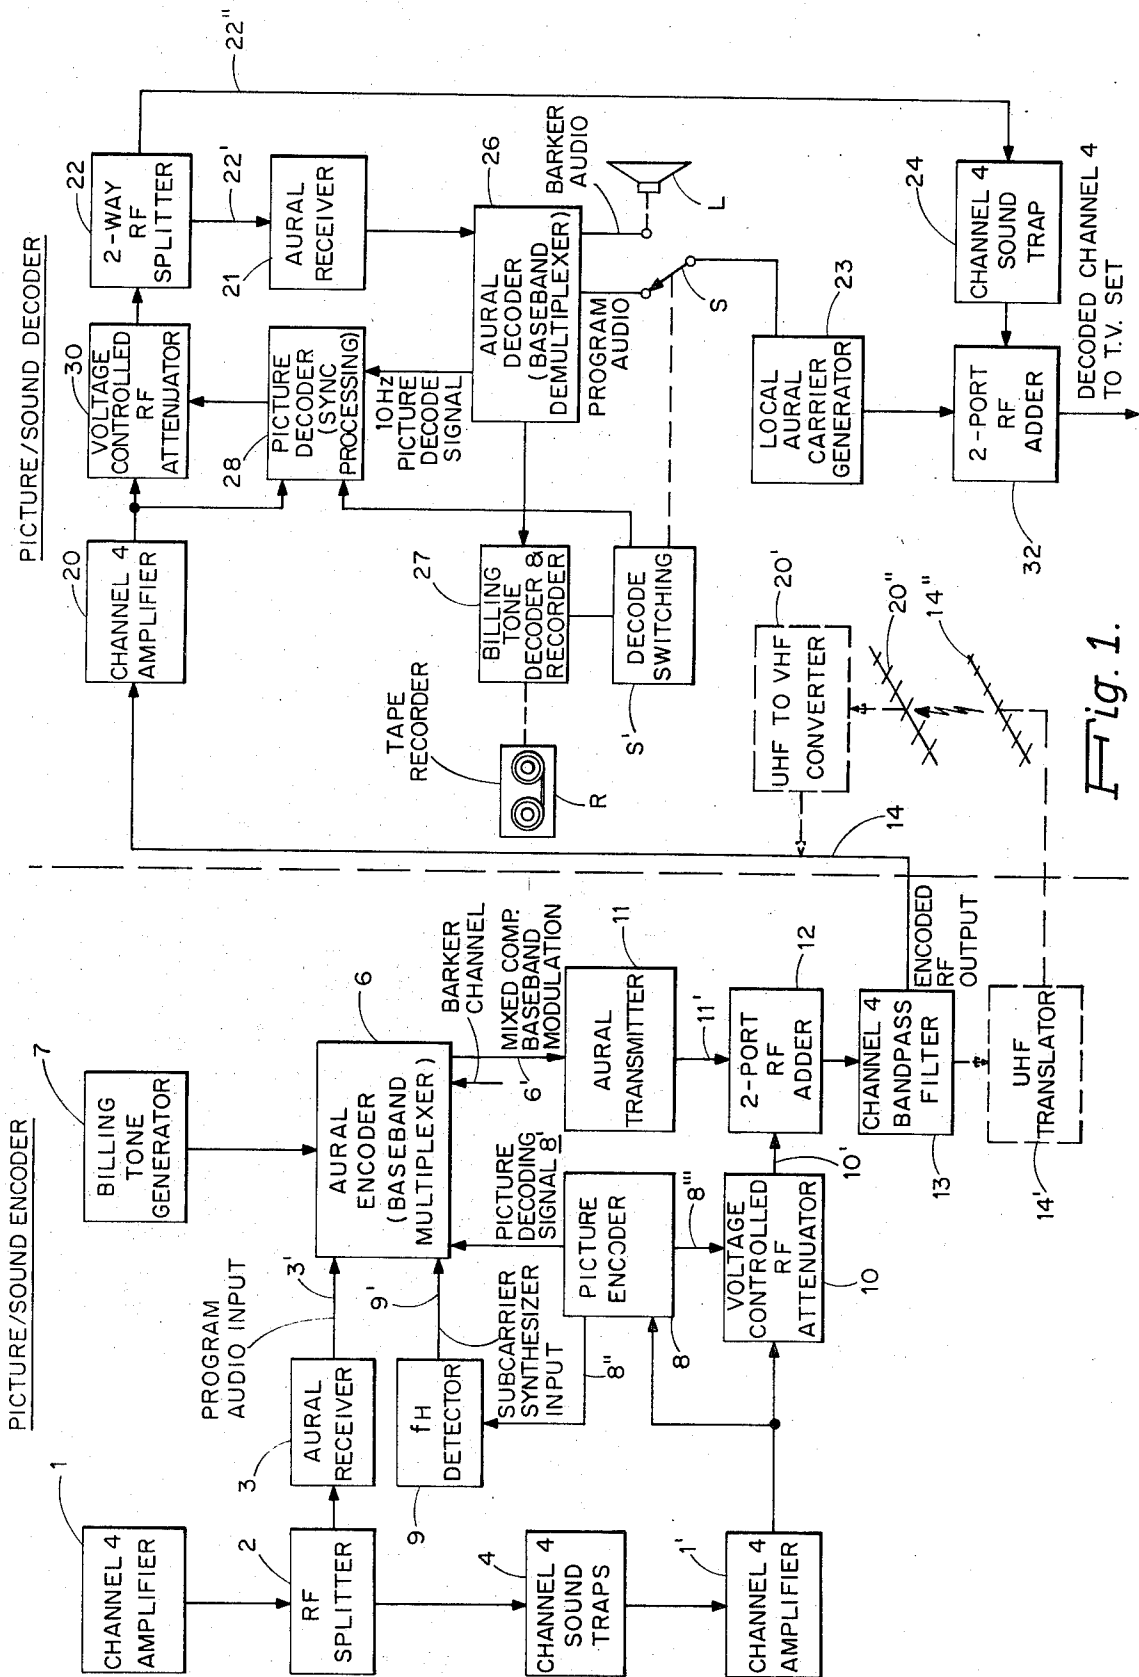 PICTURE/SOUND ENCODER
1
CHANNEL 4
AMPLIFIER
2
RF
SPLITTER
4
CHANNEL 4
SOUND
TRAPS
1'
CHANNEL 4
AMPLIFIER
3
AURAL
RECEIVER
PROGRAM
AUDIO INPUT
3'
9
fH
DETECTOR
9'
SUBCARRIER
SYNTHESIZER
INPUT
8"
7
BILLING
TONE
GENERATOR
6
AURAL
ENCODER
(BASEBAND
MULTIPLEXER)
PICTURE
DECODING
SIGNAL 8'
PICTURE
ENCODER
8
8"'
VOLTAGE
CONTROLLED
RF
ATTENUATOR
10
10'
BARKER
CHANNEL
6'
MIXED COMP.
BASEBAND
MODULATION
AURAL
TRANSMITTER
11
11'
2-PORT
RF
ADDER
12
CHANNEL 4
BANDPASS
FILTER
13
ENCODED
RF
OUTPUT
UHF
TRANSLATOR
14'
14
PICTURE/SOUND DECODER
20
CHANNEL 4
AMPLIFIER
30
VOLTAGE
CONTROLLED
RF
ATTENUATOR
22
2-WAY
RF
SPLITTER
22"
22'
28
PICTURE
DECODER
(SYNC
PROCESSING)
21
AURAL
RECEIVER
10Hz
PICTURE
DECODE
SIGNAL
26
AURAL
DECODER
(BASEBAND
DEMULTIPLEXER)
TAPE
RECORDER
R
27
BILLING
TONE
DECODER &
RECORDER
DECODE
SWITCHING
S'
PROGRAM
AUDIO
BARKER
AUDIO
L
S
23
LOCAL
AURAL
CARRIER
GENERATOR
24
CHANNEL 4
SOUND
TRAP
2-PORT
RF
ADDER
32
DECODED CHANNEL 4
TO T.V. SET
UHF TO VHF
CONVERTER
20'
20"
14"
Fig. 1.